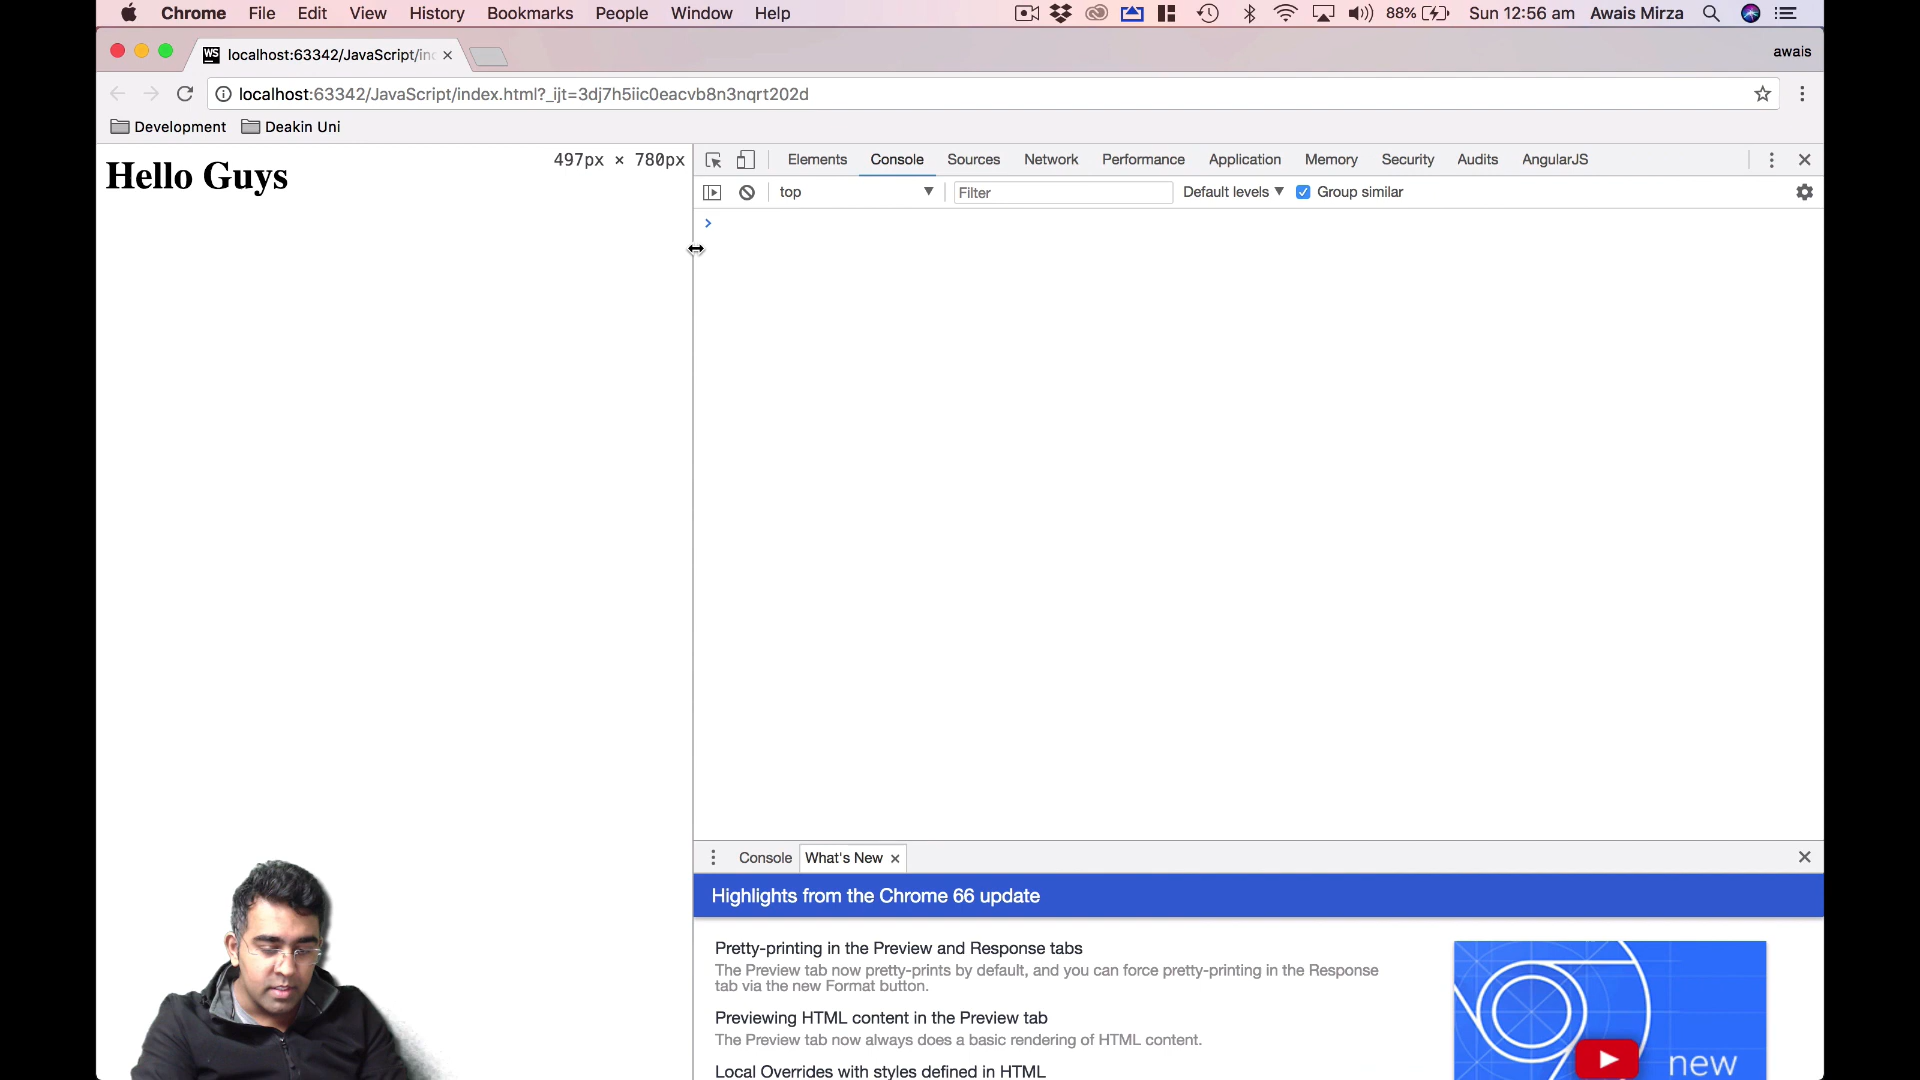 Chrome File Edit View History Bookmarks People Window Help 88% Sun 12:56 am Awais Mirza
WS localhost:63342/JavaScript/in awais
localhost:63342/JavaScript/index.html?_ijt=3dj7h5iic0eacvb8n3nqrt202d
Development Deakin Uni
Hello Guys
497px × 780px
Elements Console Sources Network Performance Application Memory Security Audits AngularJS
top Filter Default levels Group similar
Console What's New
Highlights from the Chrome 66 update
Pretty-printing in the Preview and Response tabs
The Preview tab now pretty-prints by default, and you can force pretty-printing in the Response
tab via the new Format button.
Previewing HTML content in the Preview tab
The Preview tab now always does a basic rendering of HTML content.
Local Overrides with styles defined in HTML
new